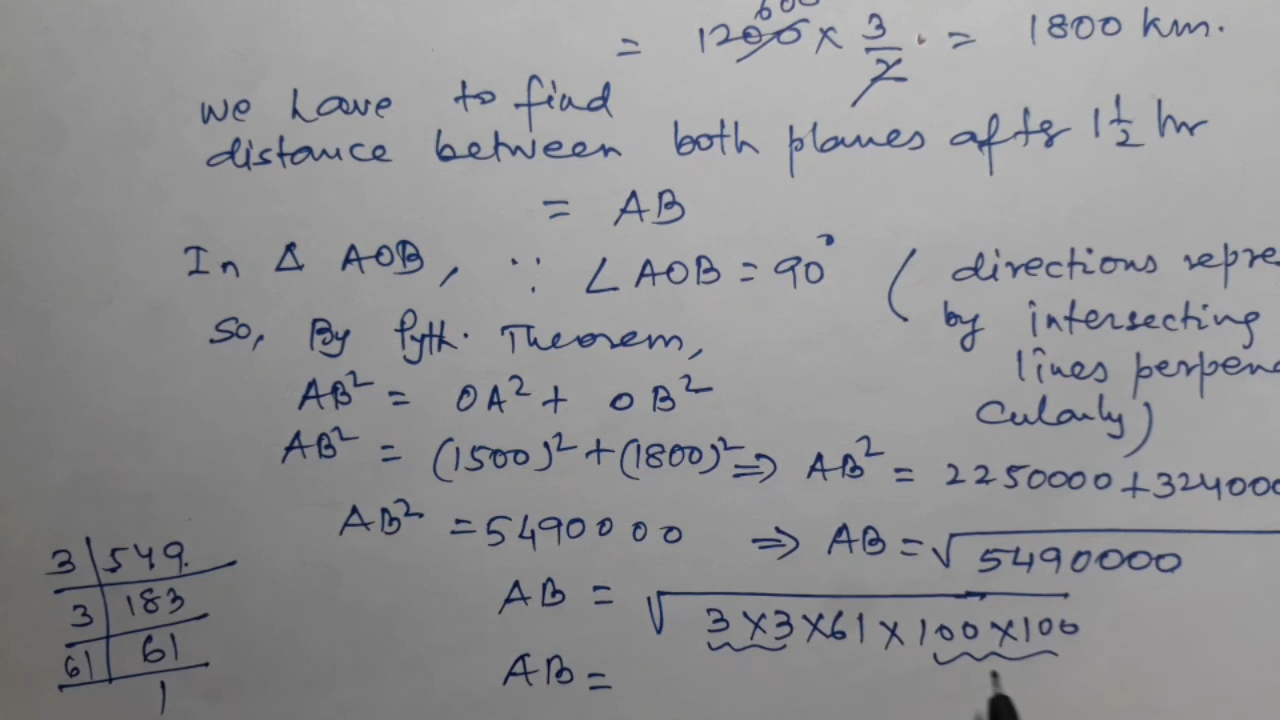 600
= 1200 × 3/2 = 1800 km.
we have to find
distance between both planes after 1 1/2 hr
= AB
In Δ AOB, ∵ ∠AOB = 90° ( directions repre
by intersecting
lines perpend
cularly)
So, By Pyth. Theorem,
AB² = OA² + OB²
AB² = (1500)² + (1800)² ⇒ AB² = 2250000 + 324000
AB² = 5490000 ⇒ AB = √5490000
AB = √3×3×61×100×100
AB =
3 | 549
3 | 183
61 | 61
1